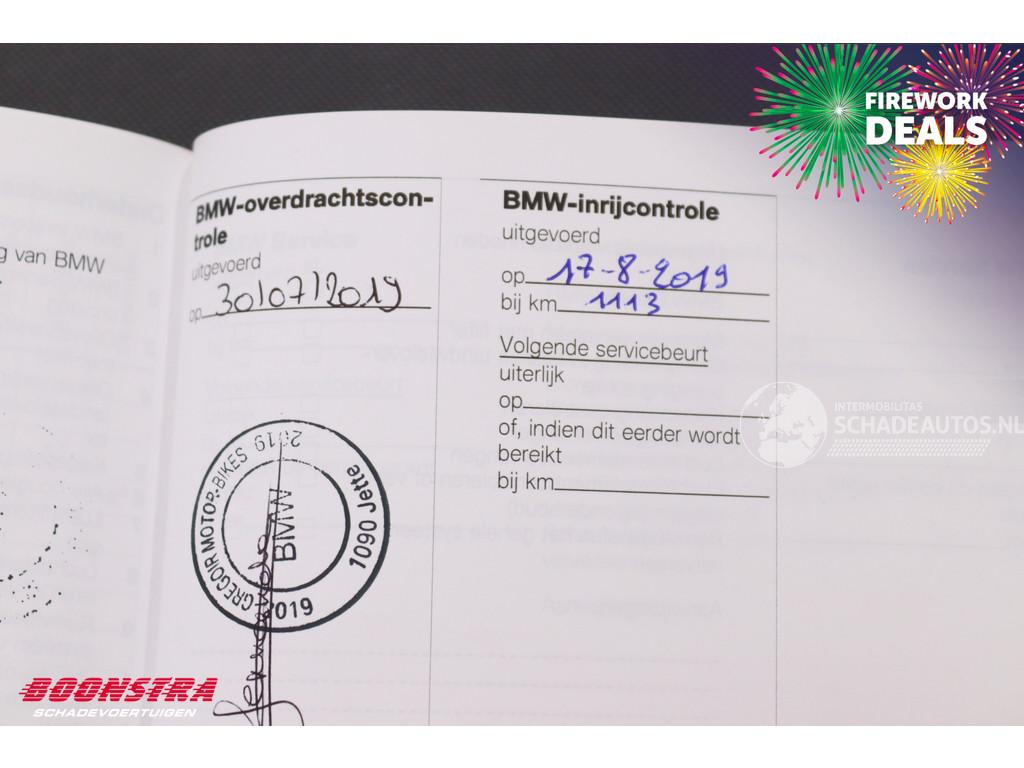 FIREWORK
DEALS
g van BMW
BMW-overdrachtscon-
trole
uitgevoerd
op 30/07/2019
BMW-inrijcontrole
uitgevoerd
op 17-8-2019
bij km 1113
Volgende servicebeurt
uiterlijk
op
of, indien dit eerder wordt
bereikt
bij km
INTERMOBILITAS
SCHADEAUTOS.NL
GREGOIR MOTOR-BIKES 2019
BMW
1090 Jette
2019
BOONSTRA
SCHADEVOERTUIGEN